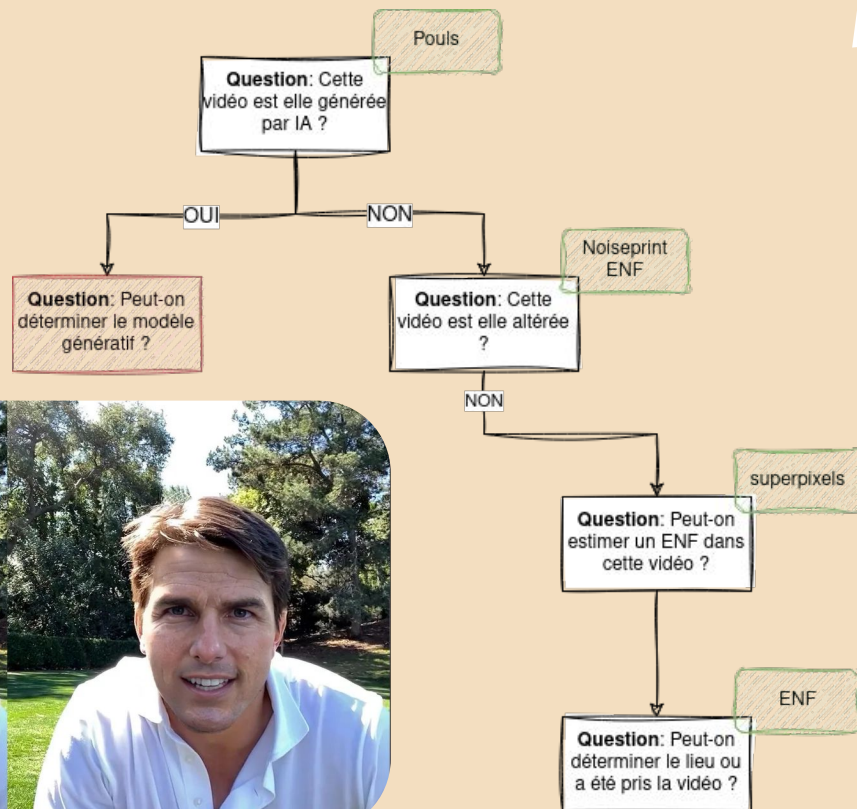 Pouls
Question: Cette
vidéo est elle générée
par IA ?
OUI
NON
Noiseprint
ENF
Question: Peut-on
déterminer le modèle
génératif ?
Question: Cette
vidéo est elle altérée
?
NON
superpixels
Question: Peut-on
estimer un ENF dans
cette vidéo ?
ENF
Question: Peut-on
déterminer le lieu ou
a été pris la vidéo ?